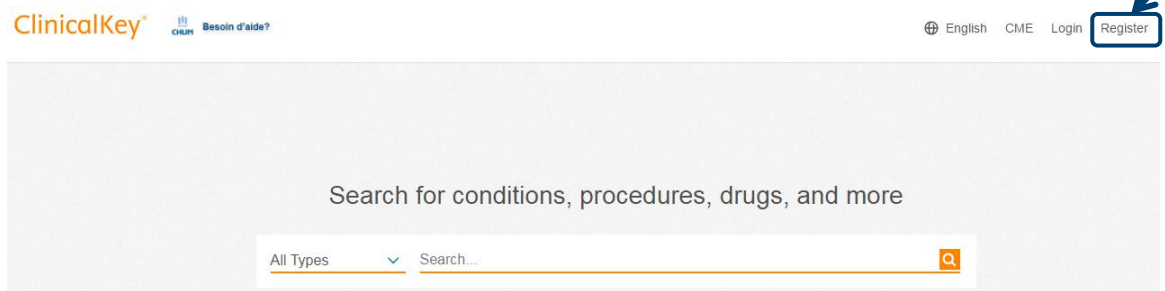 ClinicalKey® CHUM Besoin d'aide? English CME Login Register
Search for conditions, procedures, drugs, and more
All Types Search...